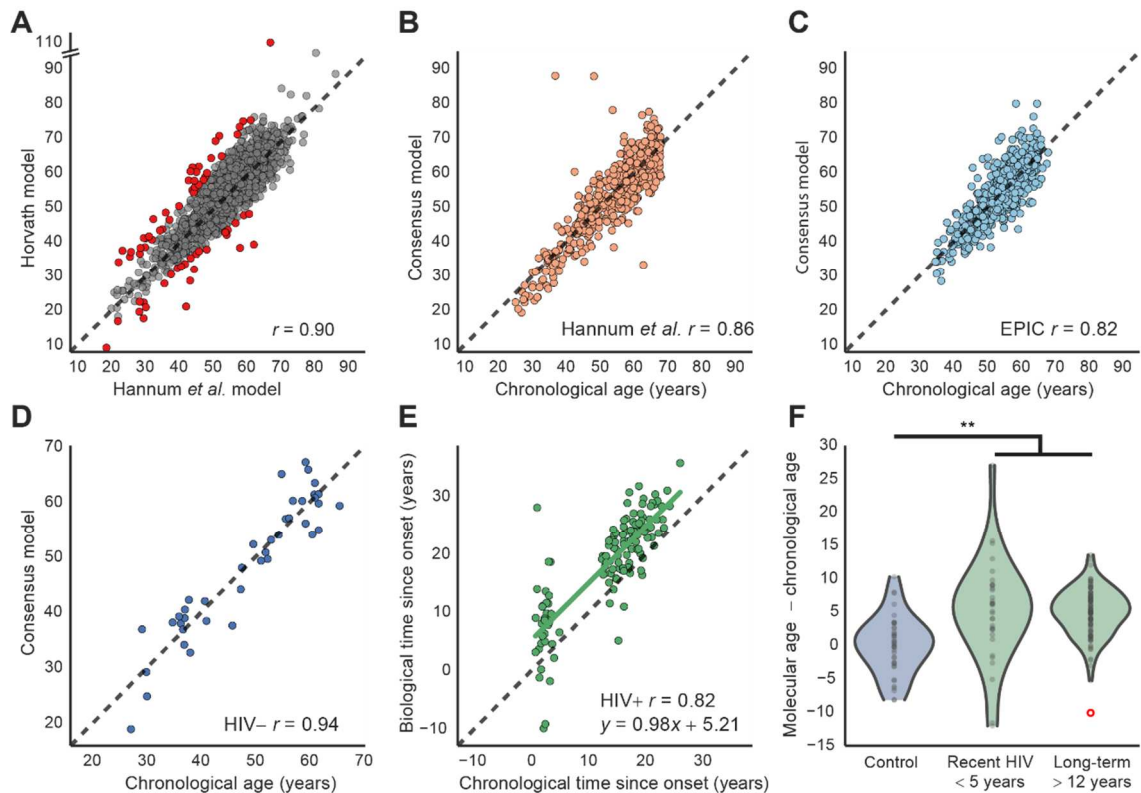 A
110
90
80
70
60
50
40
30
20
10
Horvath model
r = 0.90
10 20 30 40 50 60 70 80 90
Hannum et al. model
B
90
80
70
60
50
40
30
20
10
Consensus model
Hannum et al. r = 0.86
10 20 30 40 50 60 70 80 90
Chronological age (years)
C
90
80
70
60
50
40
30
20
10
Consensus model
EPIC r = 0.82
10 20 30 40 50 60 70 80 90
Chronological age (years)
D
70
60
50
40
30
20
Consensus model
HIV– r = 0.94
20 30 40 50 60 70
Chronological age (years)
E
30
20
10
0
−10
Biological time since onset (years)
HIV+ r = 0.82
y = 0.98x + 5.21
−10 0 10 20 30
Chronological time since onset (years)
F
30
25
20
15
10
5
0
−5
−10
−15
Molecular age – chronological age
**
Control
Recent HIV
< 5 years
Long-term
> 12 years